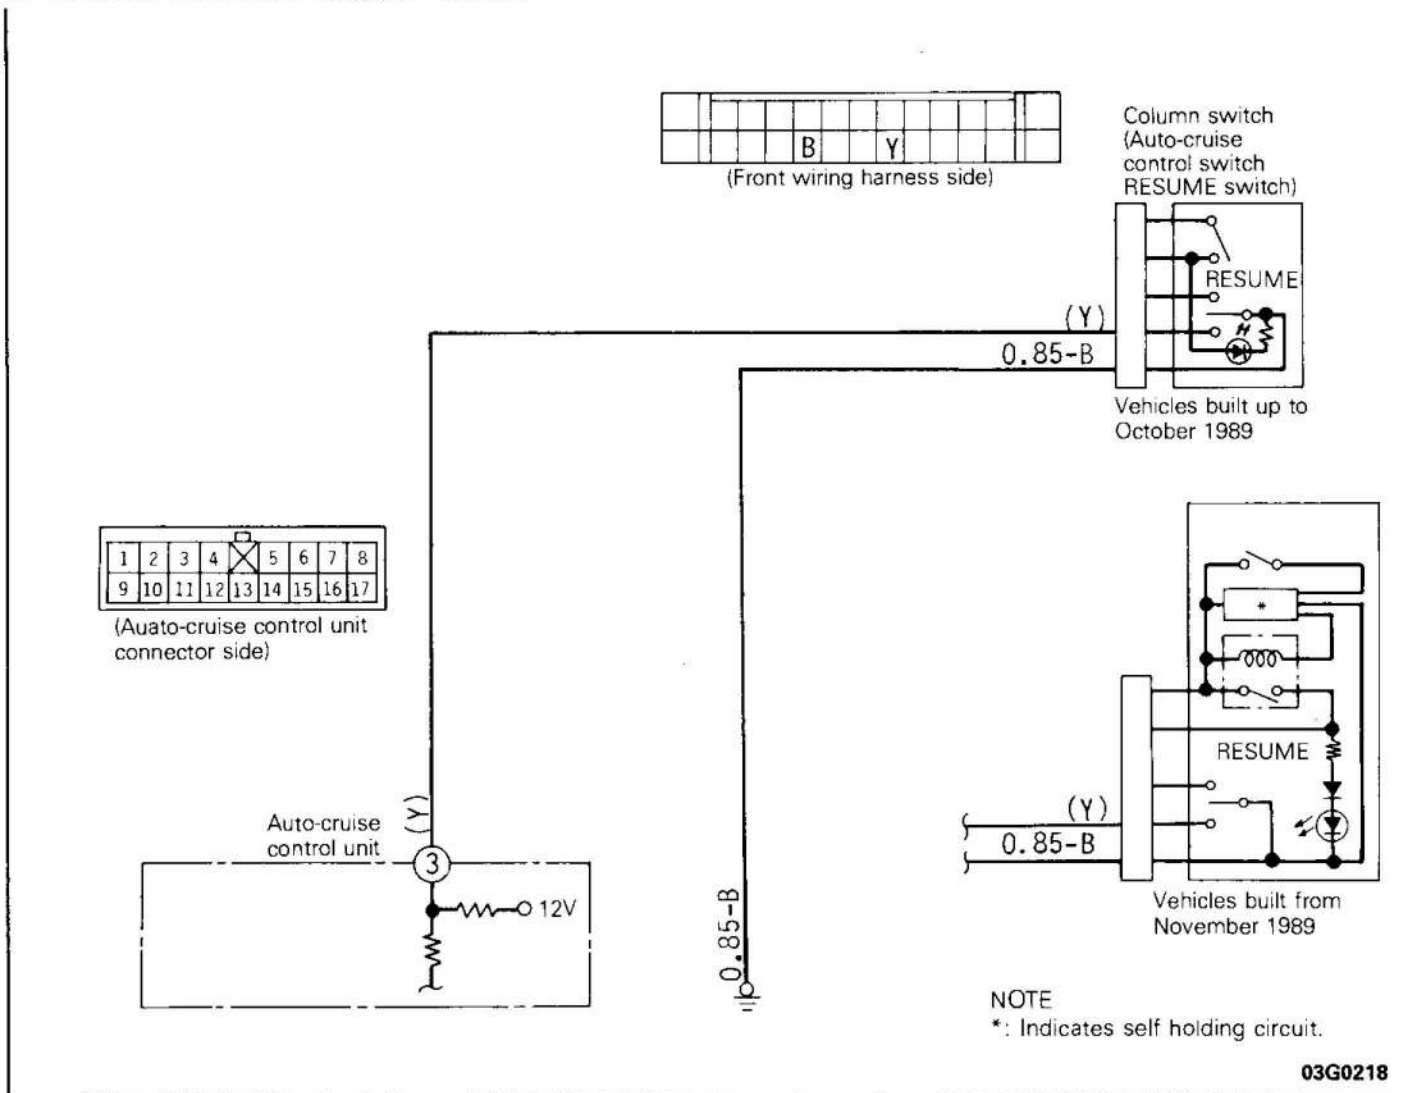 B Y
(Front wiring harness side)
Column switch
(Auto-cruise
control switch
RESUME switch)
RESUME
(Y)
0.85-B
Vehicles built up to
October 1989
1 2 3 4 5 6 7 8
9 10 11 12 13 14 15 16 17
(Auato-cruise control unit
connector side)
*
RESUME
(Y)
0.85-B
Vehicles built from
November 1989
(Y)
Auto-cruise
control unit
3
12V
0.85-B
NOTE
*: Indicates self holding circuit.
03G0218